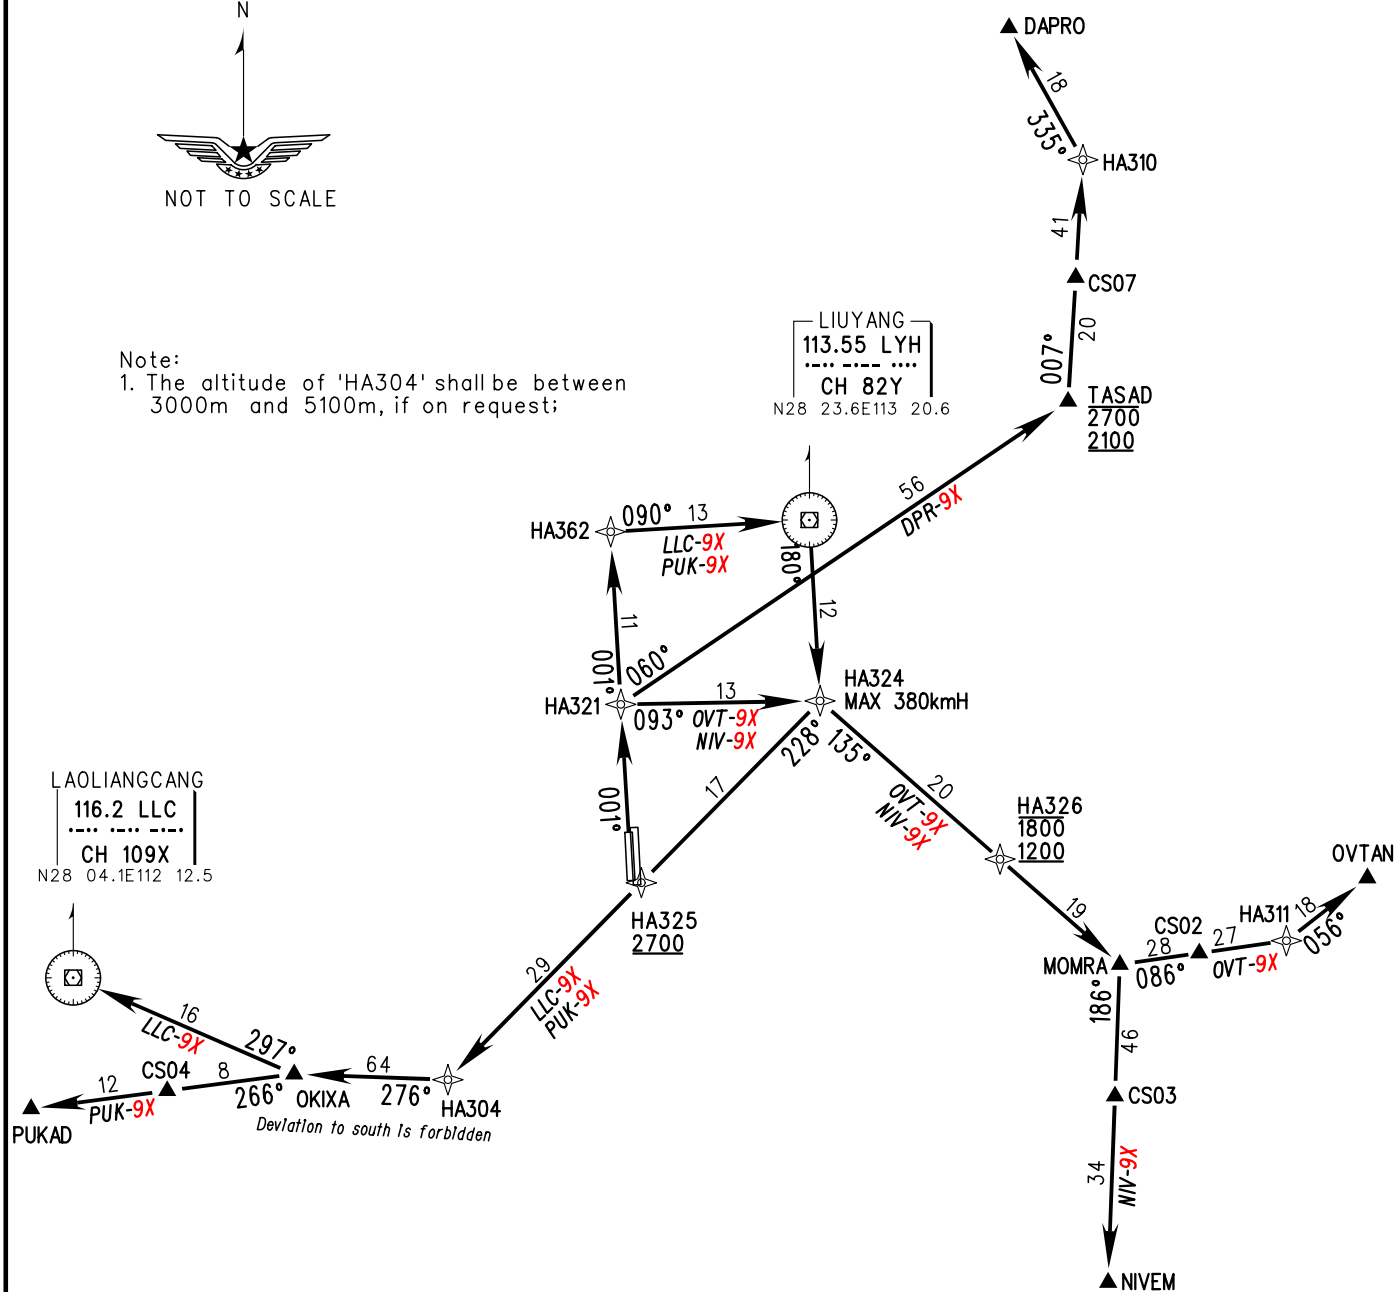 N
NOT TO SCALE
Note:
1. The altitude of 'HA304' shall be between
3000m and 5100m, if on request;
DAPRO
18
335°
HA310
41
CS07
20
007°
TASAD
2700
2100
LIUYANG
113.55 LYH
CH 82Y
N28 23.6E113 20.6
56
DPR-9X
HA362
090°
13
LLC-9X
PUK-9X
180°
12
11
001°
060°
HA321
13
093°
OVT-9X
NIV-9X
HA324
MAX 380kmH
228°
135°
17
20
OVT-9X
NIV-9X
001°
HA326
1800
1200
LAOLIANGCANG
116.2 LLC
CH 109X
N28 04.1E112 12.5
HA325
2700
19
OVTAN
HA311
18
056°
CS02
27
28
MOMRA
086°
OVT-9X
186°
46
CS03
34
NIV-9X
NIVEM
29
LLC-9X
PUK-9X
16
LLC-9X
297°
CS04
8
64
12
PUK-9X
266°
OKIXA
276°
HA304
PUKAD
Deviation to south is forbidden